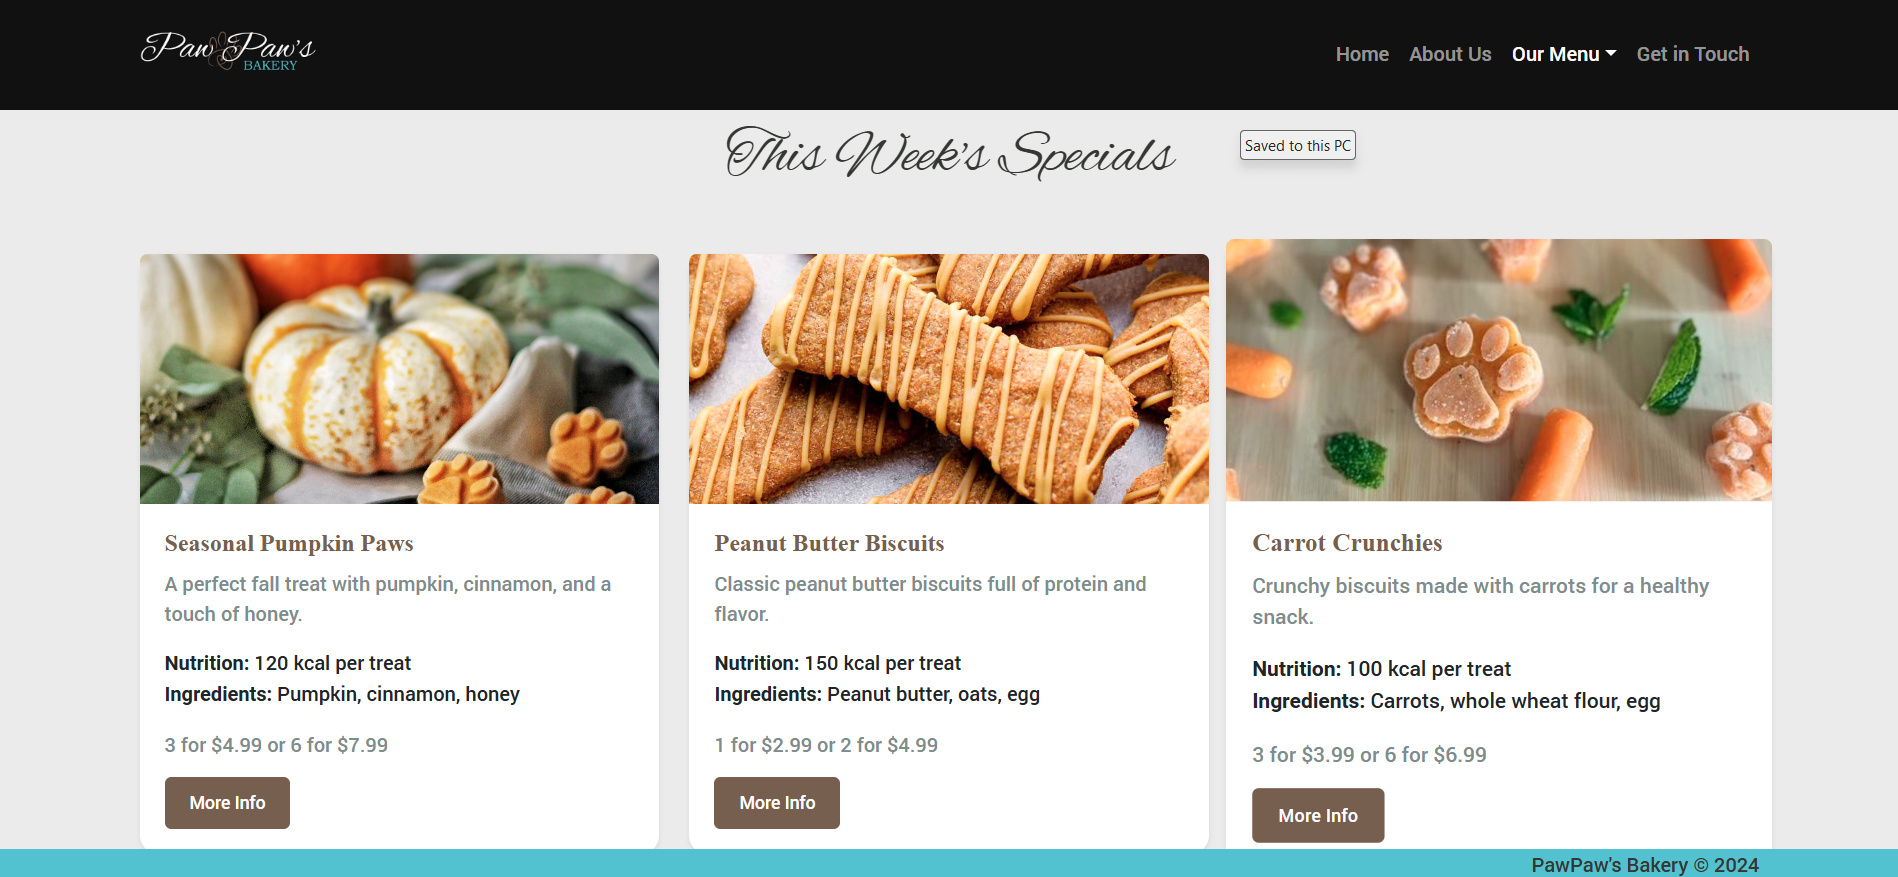 Paw Paw's
BAKERY
Home About Us Our Menu Get in Touch
This Week's Specials
Saved to this PC
Seasonal Pumpkin Paws
A perfect fall treat with pumpkin, cinnamon, and a
touch of honey.
Nutrition: 120 kcal per treat
Ingredients: Pumpkin, cinnamon, honey
3 for $4.99 or 6 for $7.99
More Info
Peanut Butter Biscuits
Classic peanut butter biscuits full of protein and
flavor.
Nutrition: 150 kcal per treat
Ingredients: Peanut butter, oats, egg
1 for $2.99 or 2 for $4.99
More Info
Carrot Crunchies
Crunchy biscuits made with carrots for a healthy
snack.
Nutrition: 100 kcal per treat
Ingredients: Carrots, whole wheat flour, egg
3 for $3.99 or 6 for $6.99
More Info
PawPaw's Bakery © 2024